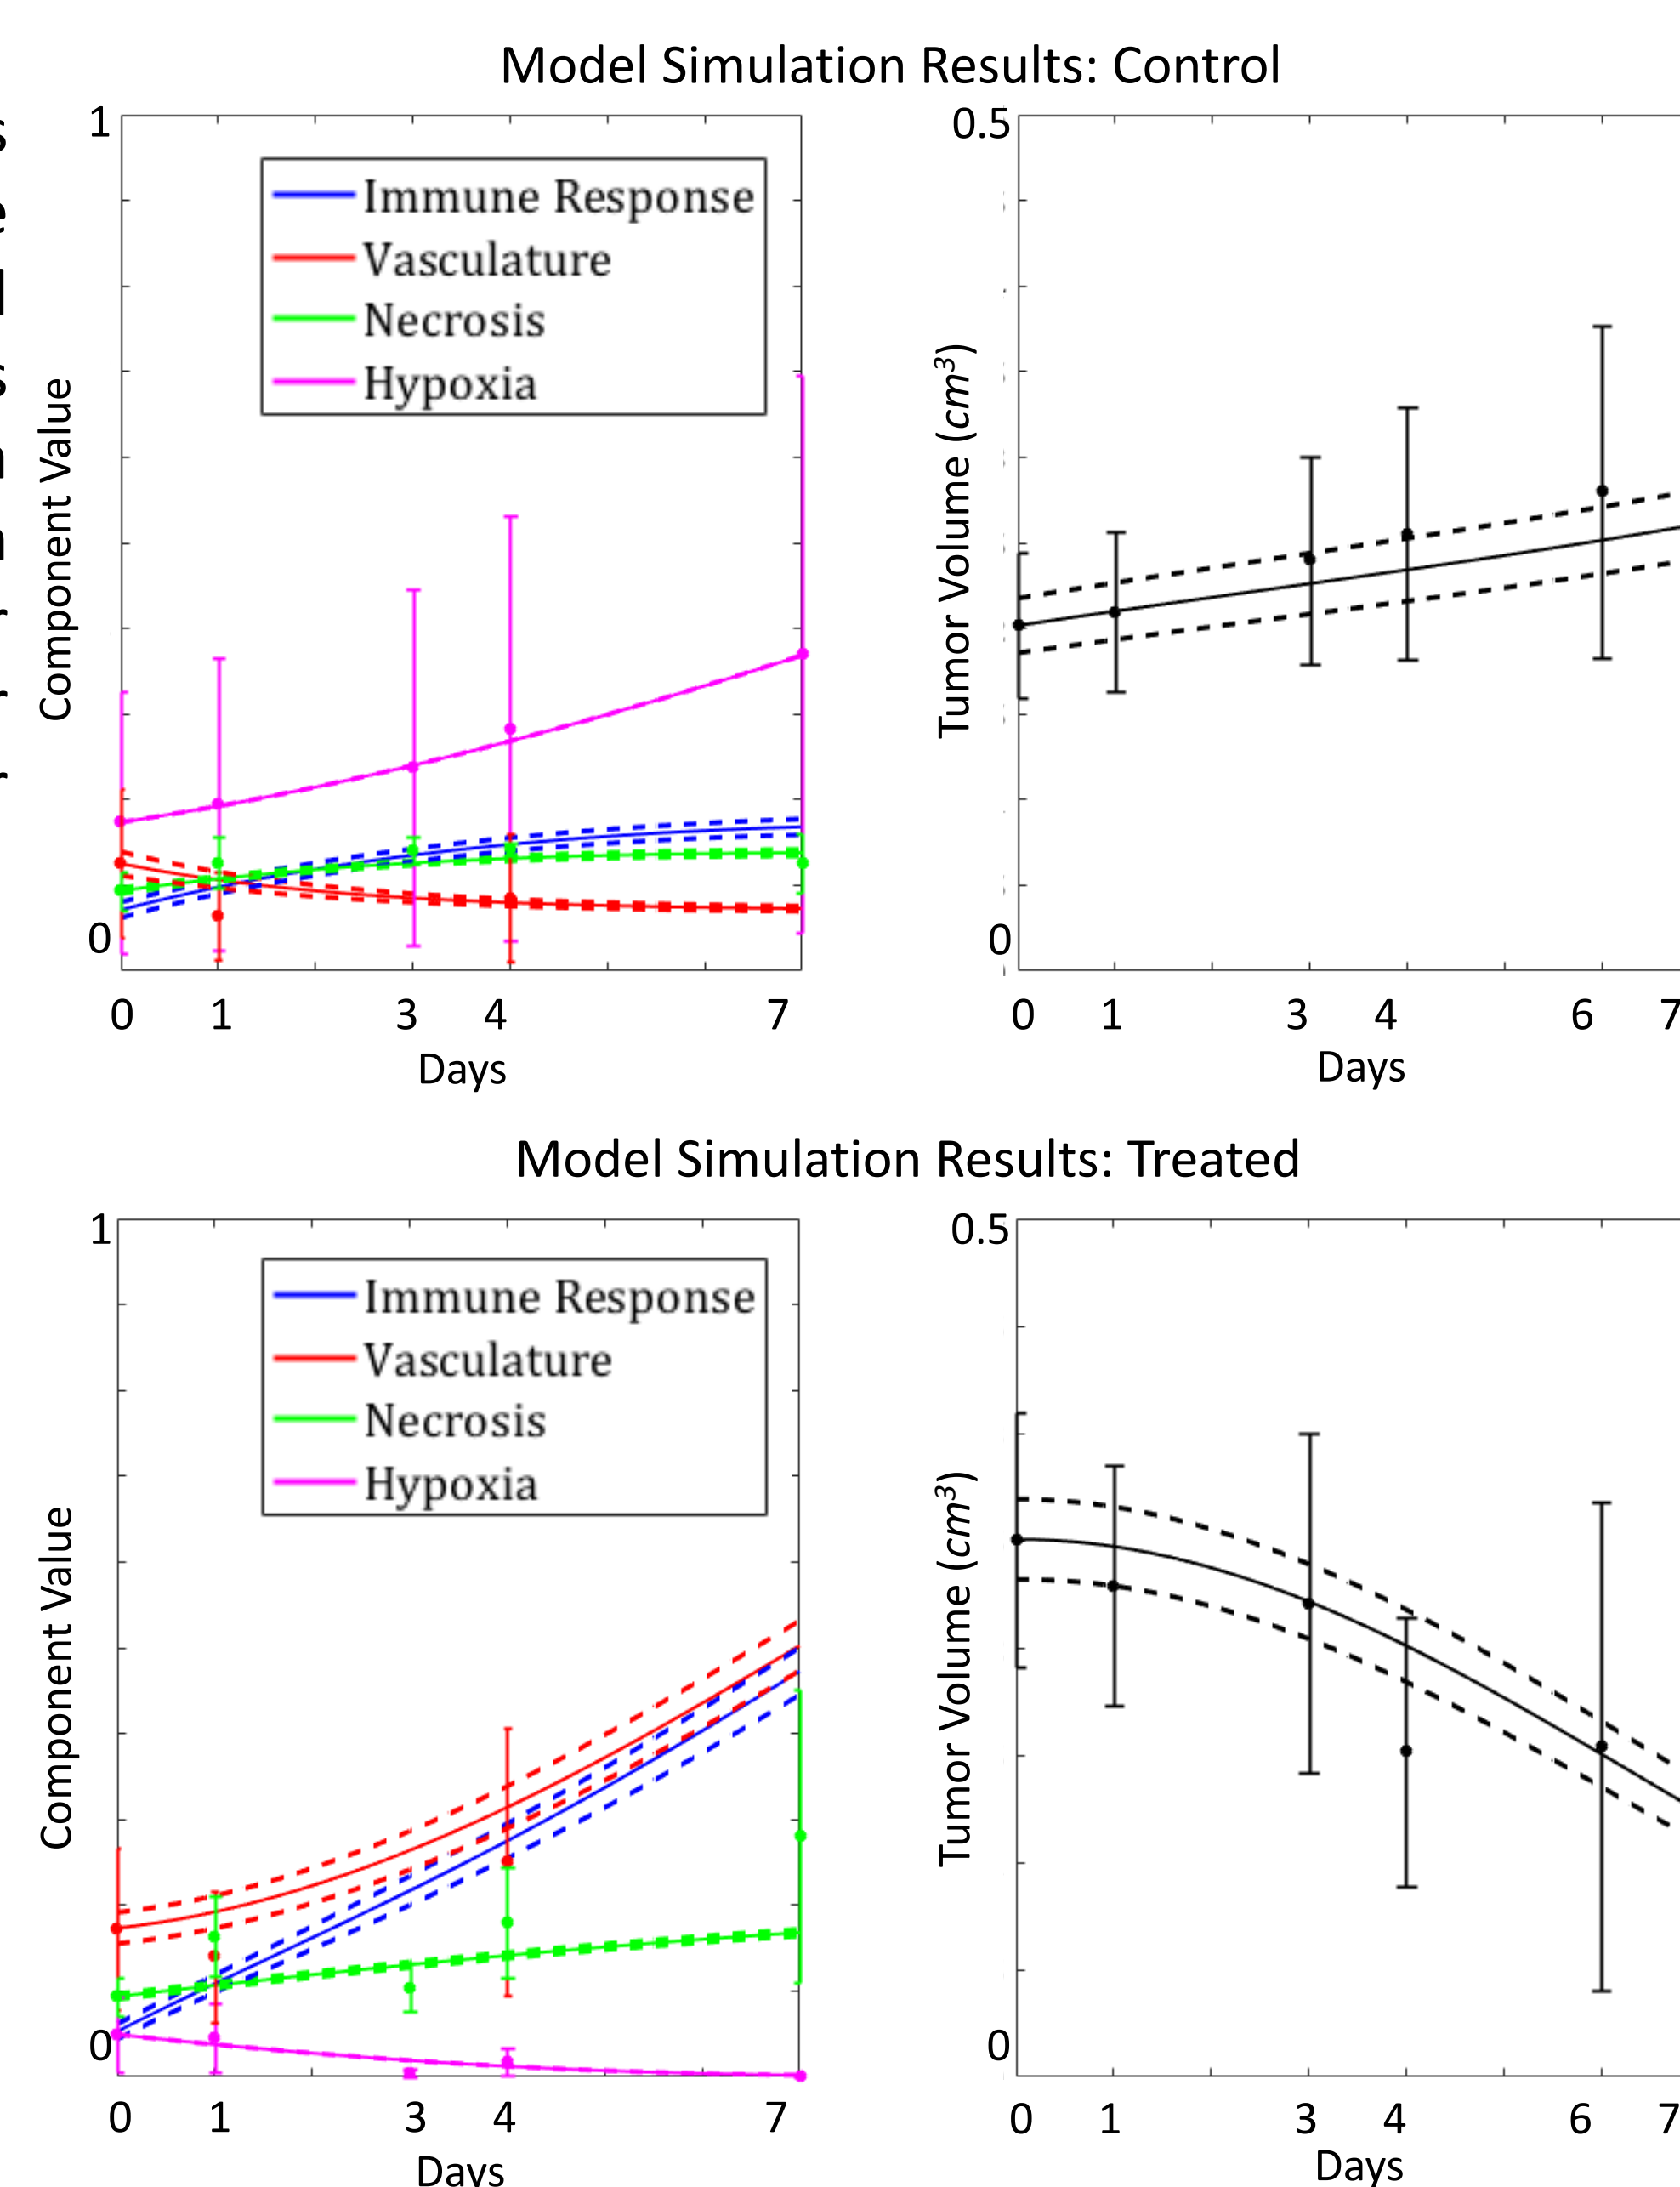 Model Simulation Results: Control
1
Immune Response
Vasculature
Necrosis
Hypoxia
Component Value
0
0 1 3 4 7
Days
0.5
Tumor Volume (cm³)
0
0 1 3 4 6 7
Days
Model Simulation Results: Treated
1
Immune Response
Vasculature
Necrosis
Hypoxia
Component Value
0
0 1 3 4 7
Days
0.5
Tumor Volume (cm³)
0
0 1 3 4 6 7
Days